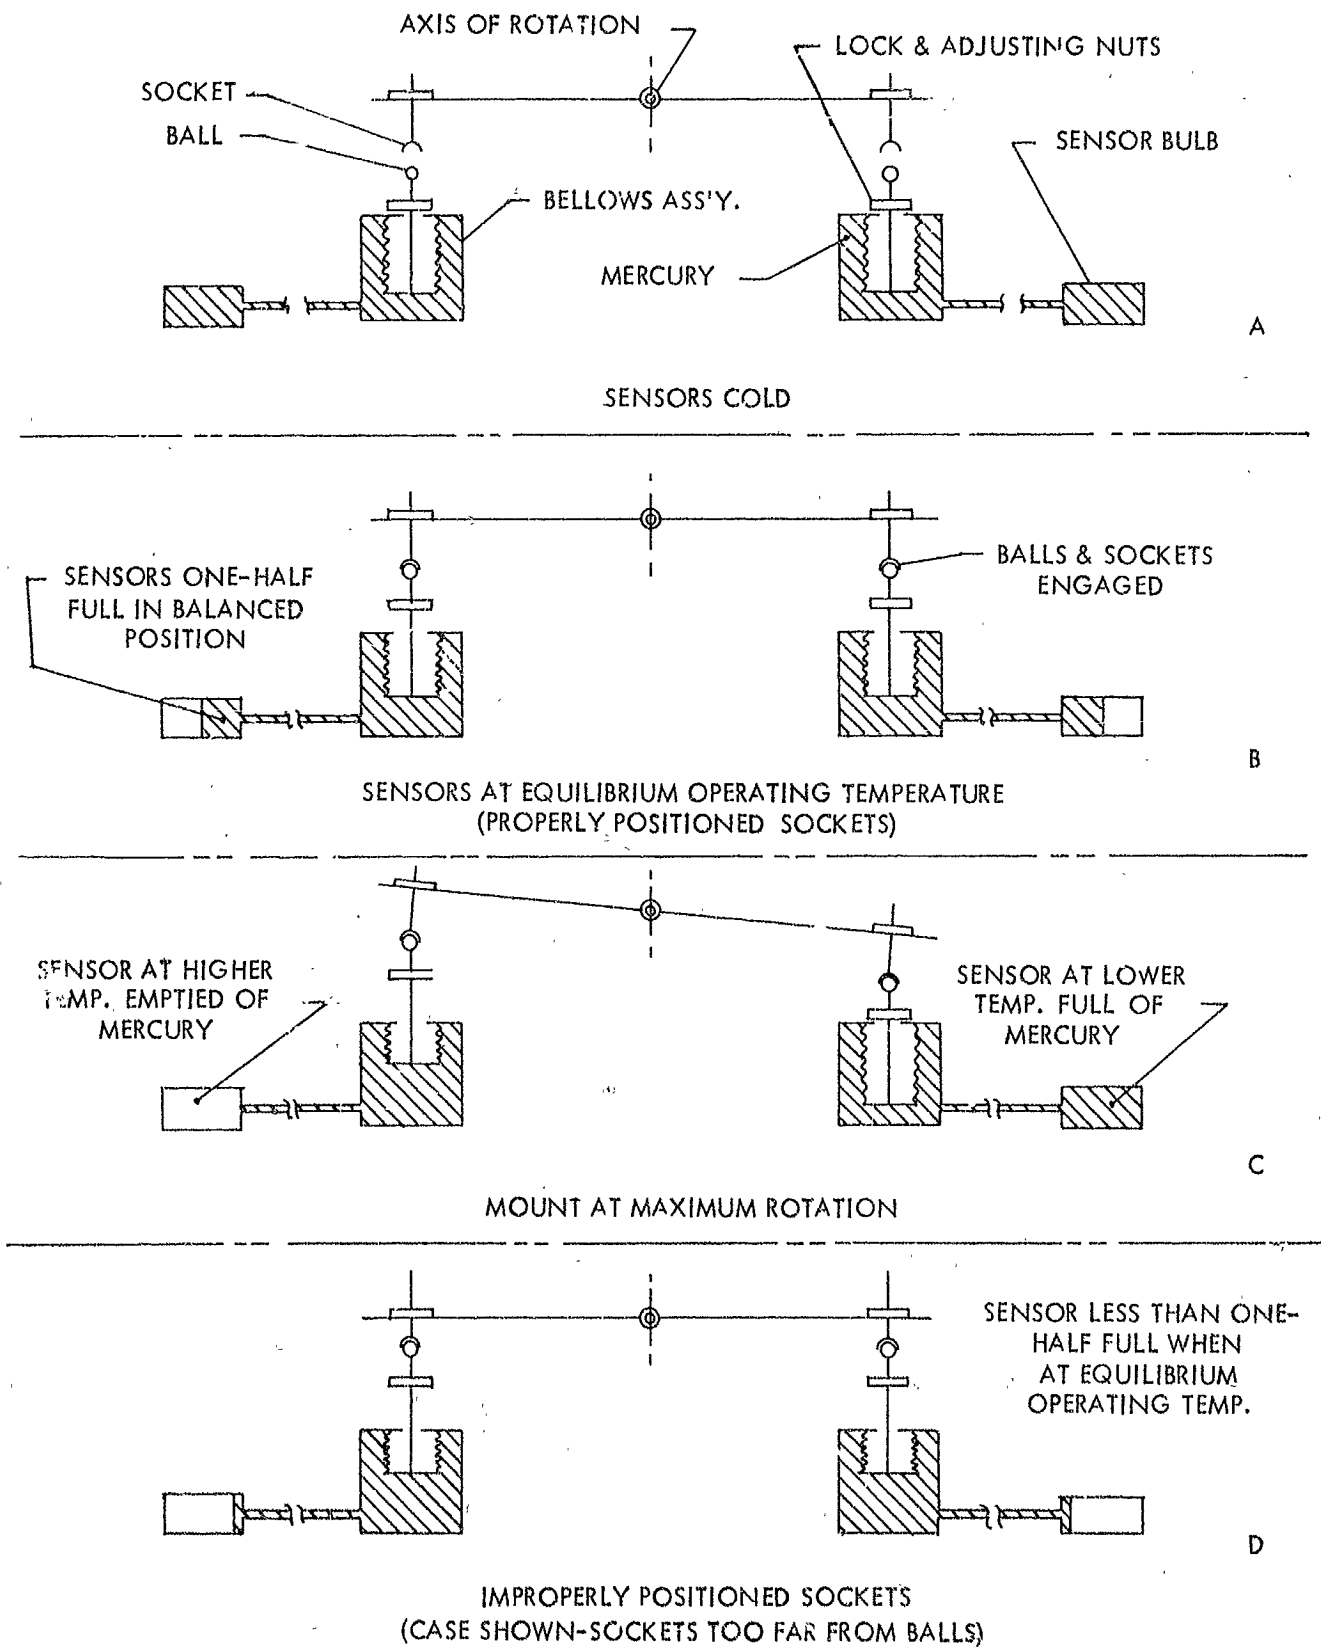 AXIS OF ROTATION
LOCK & ADJUSTING NUTS
SOCKET
BALL
SENSOR BULB
BELLOWS ASS'Y.
MERCURY
A
SENSORS COLD
SENSORS ONE-HALF
FULL IN BALANCED
POSITION
BALLS & SOCKETS
ENGAGED
B
SENSORS AT EQUILIBRIUM OPERATING TEMPERATURE
(PROPERLY POSITIONED SOCKETS)
SENSOR AT HIGHER
TEMP. EMPTIED OF
MERCURY
SENSOR AT LOWER
TEMP. FULL OF
MERCURY
C
MOUNT AT MAXIMUM ROTATION
SENSOR LESS THAN ONE-
HALF FULL WHEN
AT EQUILIBRIUM
OPERATING TEMP.
D
IMPROPERLY POSITIONED SOCKETS
(CASE SHOWN-SOCKETS TOO FAR FROM BALLS)